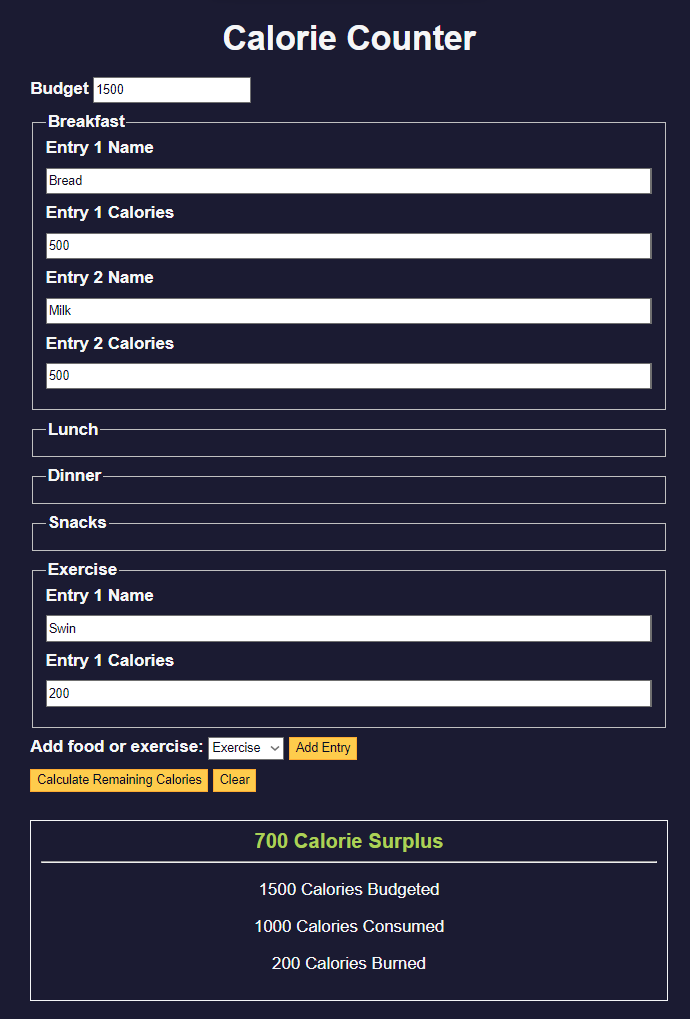 Calorie Counter
Budget 1500
Breakfast
Entry 1 Name
Bread
Entry 1 Calories
500
Entry 2 Name
Milk
Entry 2 Calories
500
Lunch
Dinner
Snacks
Exercise
Entry 1 Name
Swin
Entry 1 Calories
200
Add food or exercise: Exercise Add Entry
Calculate Remaining Calories Clear
700 Calorie Surplus
1500 Calories Budgeted
1000 Calories Consumed
200 Calories Burned